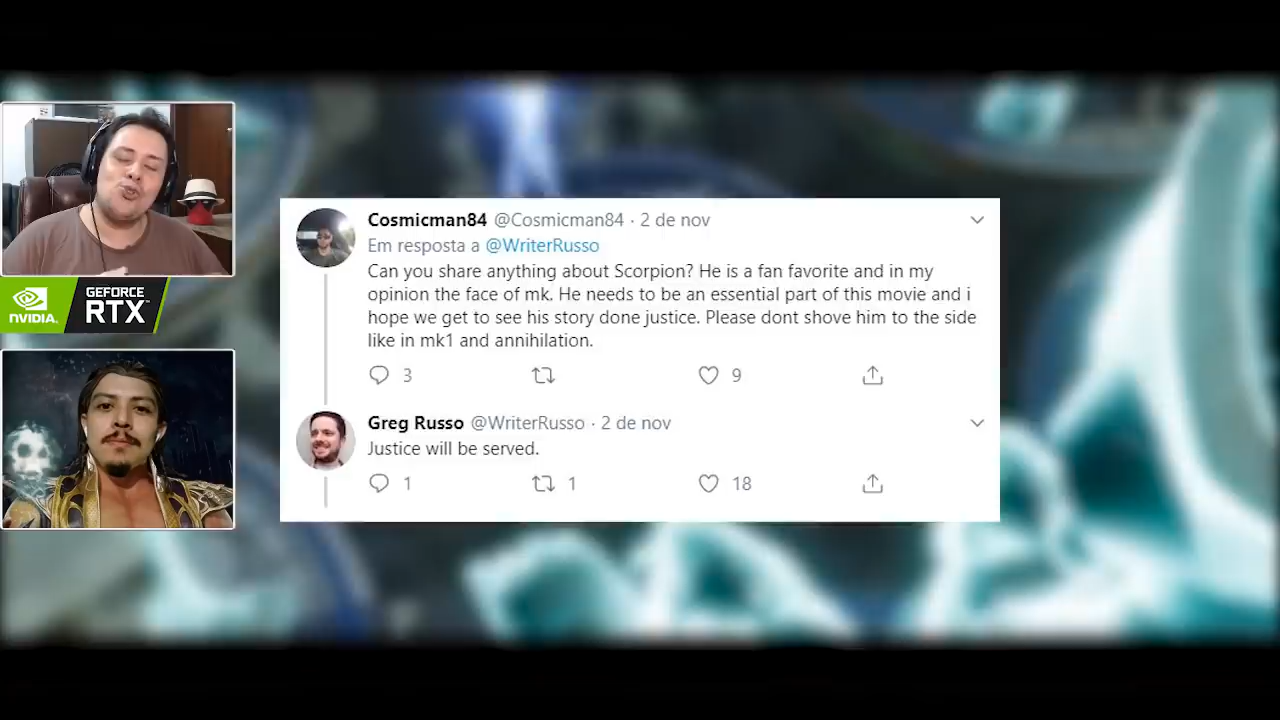 Cosmicman84 @Cosmicman84 · 2 de nov
Em resposta a @WriterRusso
Can you share anything about Scorpion? He is a fan favorite and in my
opinion the face of mk. He needs to be an essential part of this movie and i
hope we get to see his story done justice. Please dont shove him to the side
like in mk1 and annihilation.
3 9
Greg Russo @WriterRusso · 2 de nov
Justice will be served.
1 1 18
NVIDIA.
GEFORCE
RTX™